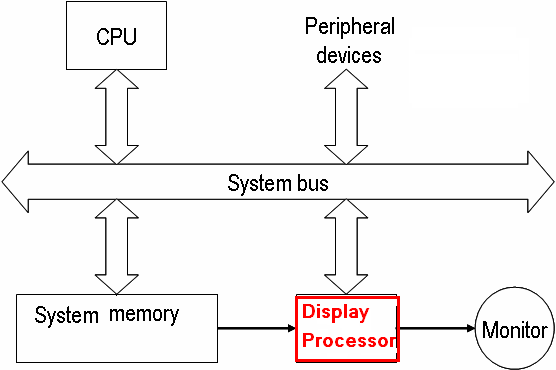 CPU
Peripheral
devices
System bus
System memory
Display
Processor
Monitor